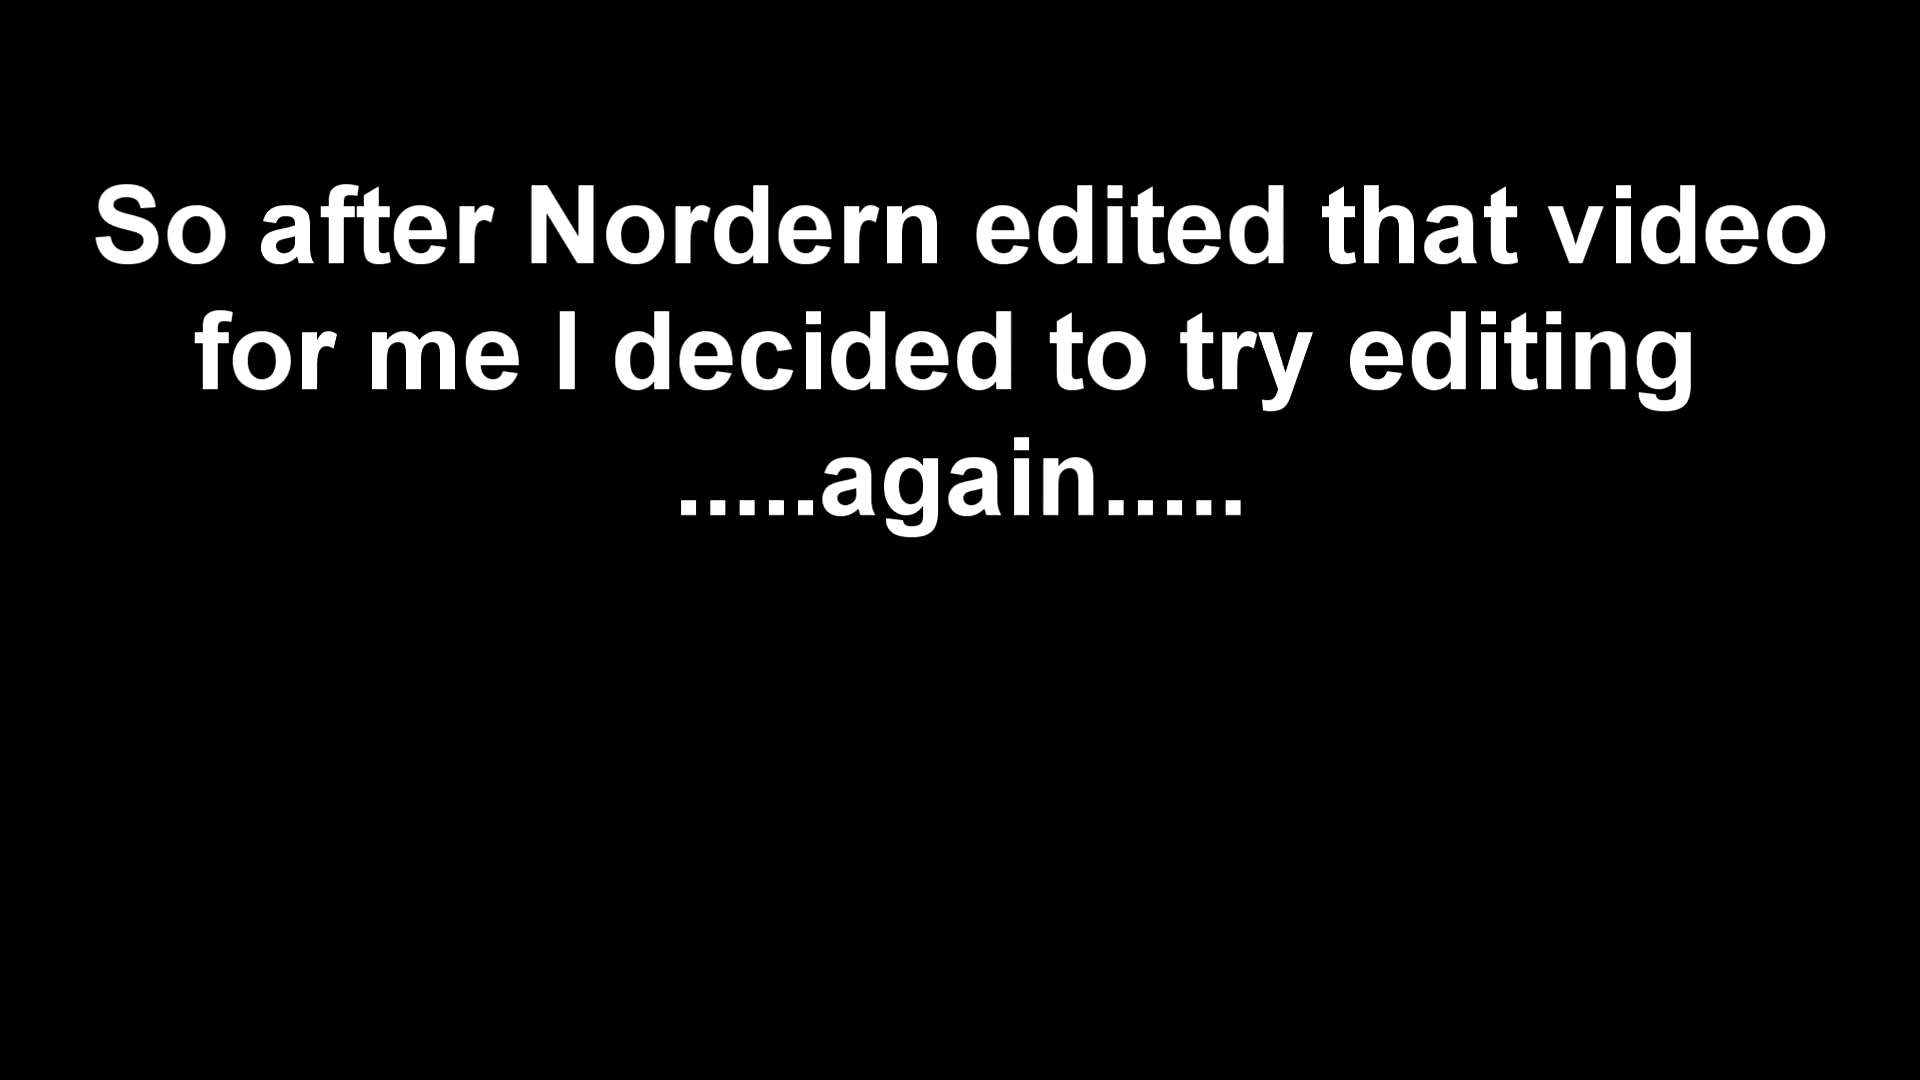 So after Nordern edited that video
for me I decided to try editing
.....again.....